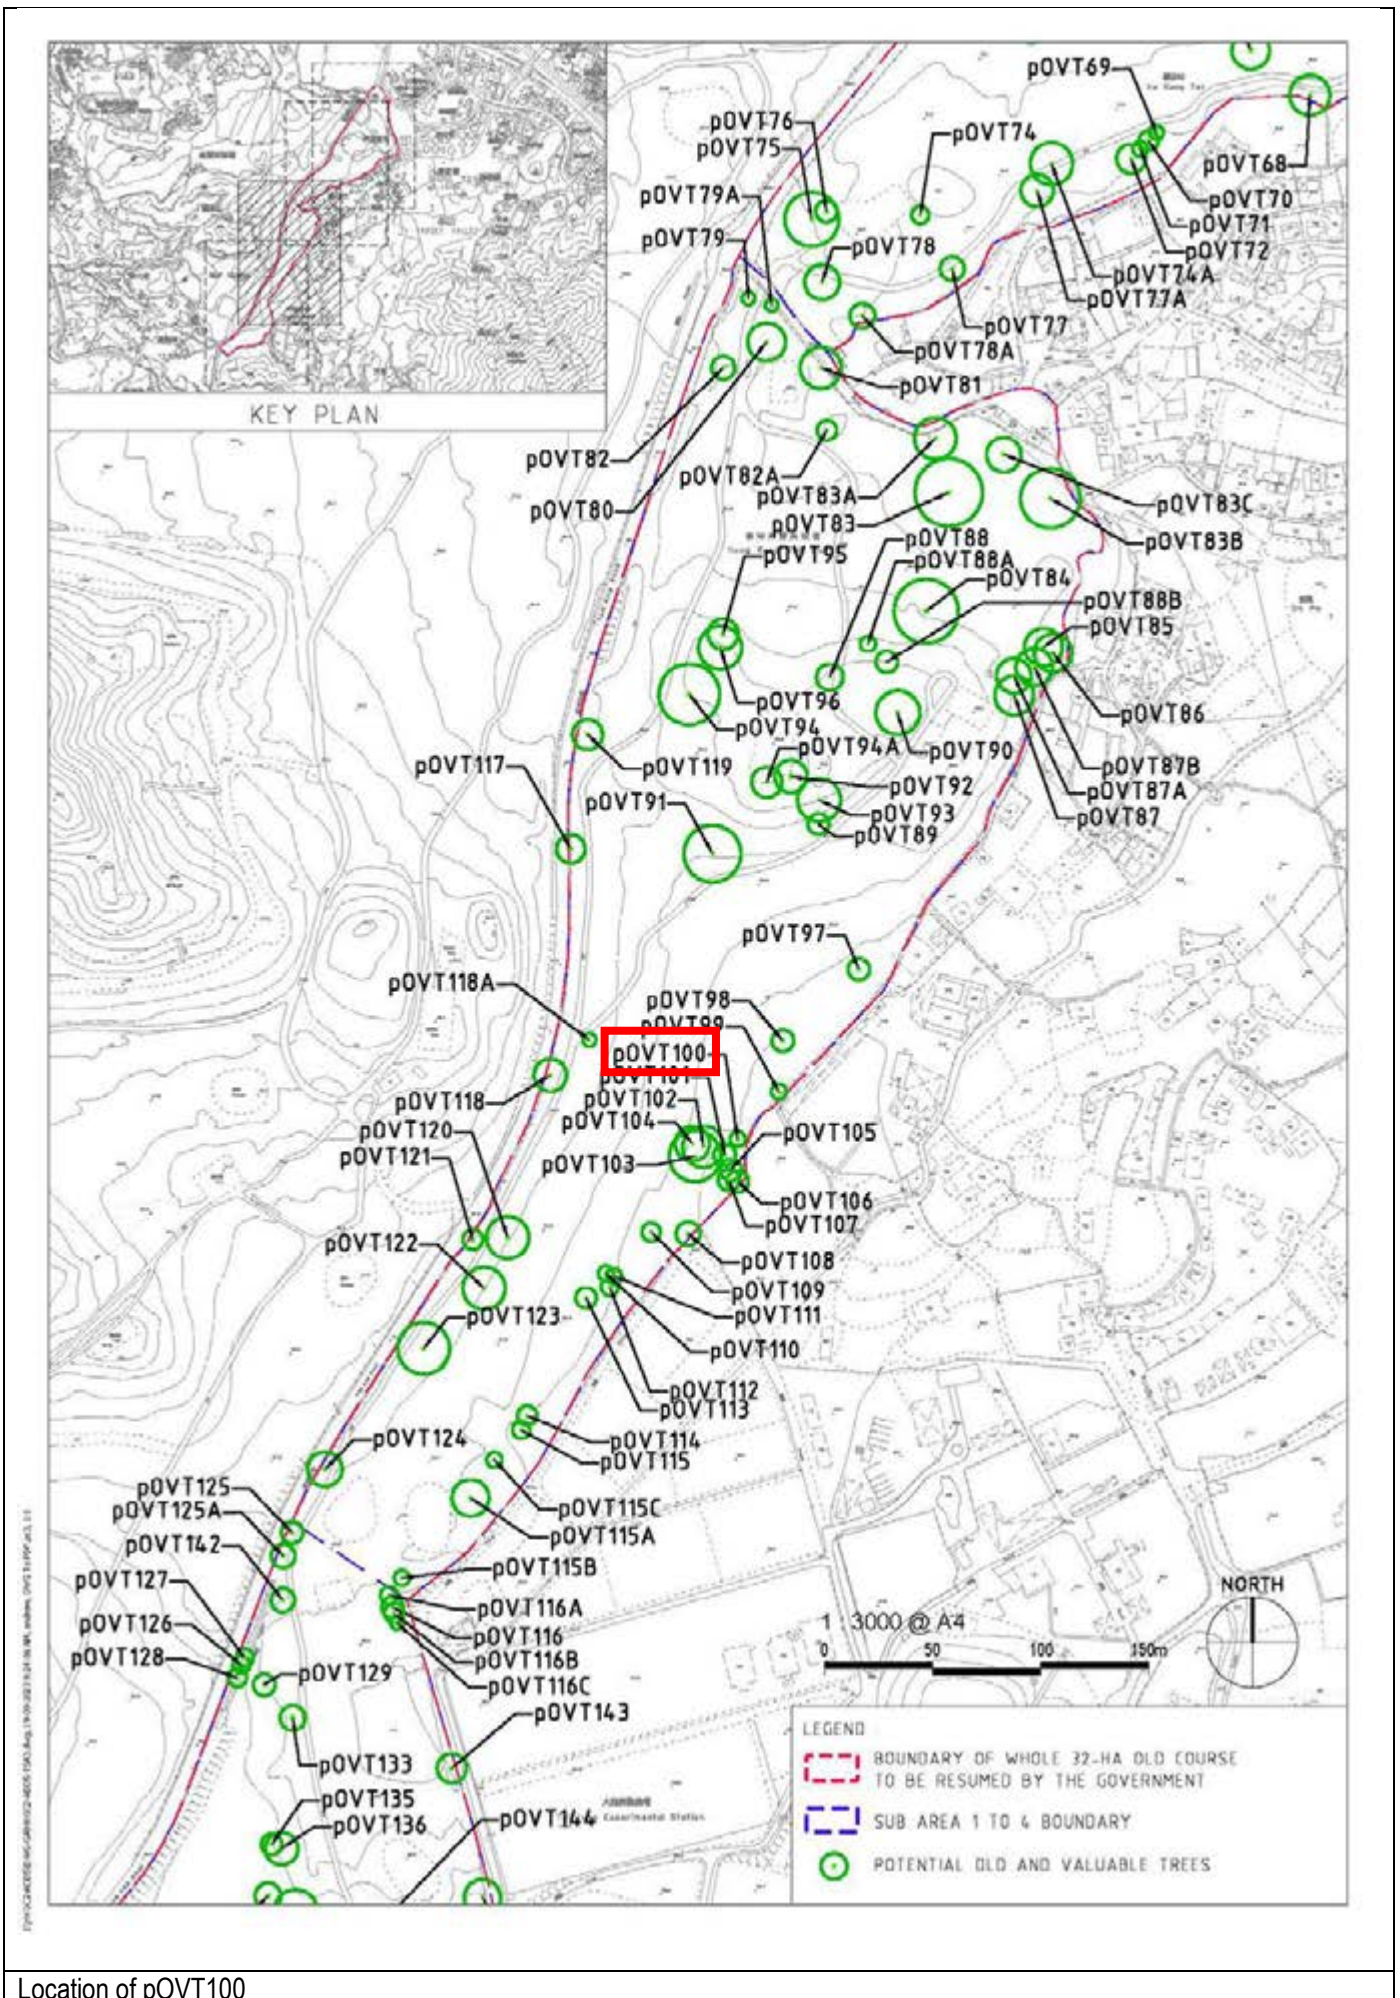 KEY PLAN
pOVT69
pOVT76
pOVT75
pOVT74
pOVT68
pOVT79A
pOVT70
pOVT71
pOVT79
pOVT78
pOVT72
pOVT74A
pOVT77A
pOVT77
pOVT78A
pOVT81
pOVT82
pOVT82A
pOVT83A
pOVT80
pOVT83
pOVT83C
pOVT83B
pOVT88
pOVT95
pOVT88A
pOVT84
pOVT88B
pOVT85
pOVT96
pOVT86
pOVT94
pOVT94A
pOVT90
pOVT117
pOVT119
pOVT87B
pOVT92
pOVT87A
pOVT91
pOVT93
pOVT87
pOVT89
pOVT97
pOVT118A
pOVT98
pOVT99
pOVT100
pOVT101
pOVT118
pOVT102
pOVT104
pOVT120
pOVT105
pOVT121
pOVT103
pOVT106
pOVT107
pOVT122
pOVT108
pOVT109
pOVT123
pOVT111
pOVT110
pOVT112
pOVT113
pOVT124
pOVT114
pOVT115
pOVT125
pOVT125A
pOVT115C
pOVT115A
pOVT142
pOVT115B
pOVT127
pOVT116A
pOVT126
pOVT116
pOVT128
pOVT116B
pOVT129
pOVT116C
pOVT143
pOVT133
pOVT135
pOVT136
pOVT144
Experimental Station
NORTH
1 : 3000 @ A4
0 50 100 150m
LEGEND
BOUNDARY OF WHOLE 32-HA OLD COURSE
TO BE RESUMED BY THE GOVERNMENT
SUB AREA 1 TO 4 BOUNDARY
POTENTIAL OLD AND VALUABLE TREES
Location of pOVT100